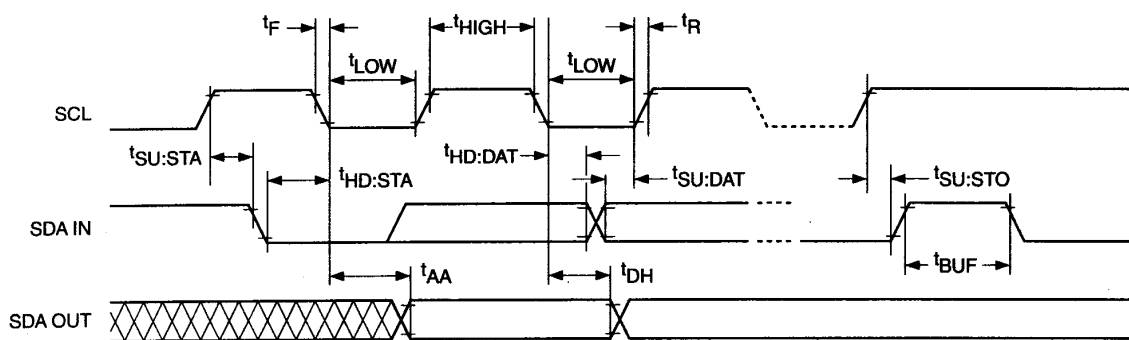 tF
tHIGH
tR
tLOW
tLOW
SCL
tSU:STA
tHD:STA
tHD:DAT
tSU:DAT
tSU:STO
SDA IN
tAA
tDH
tBUF
SDA OUT